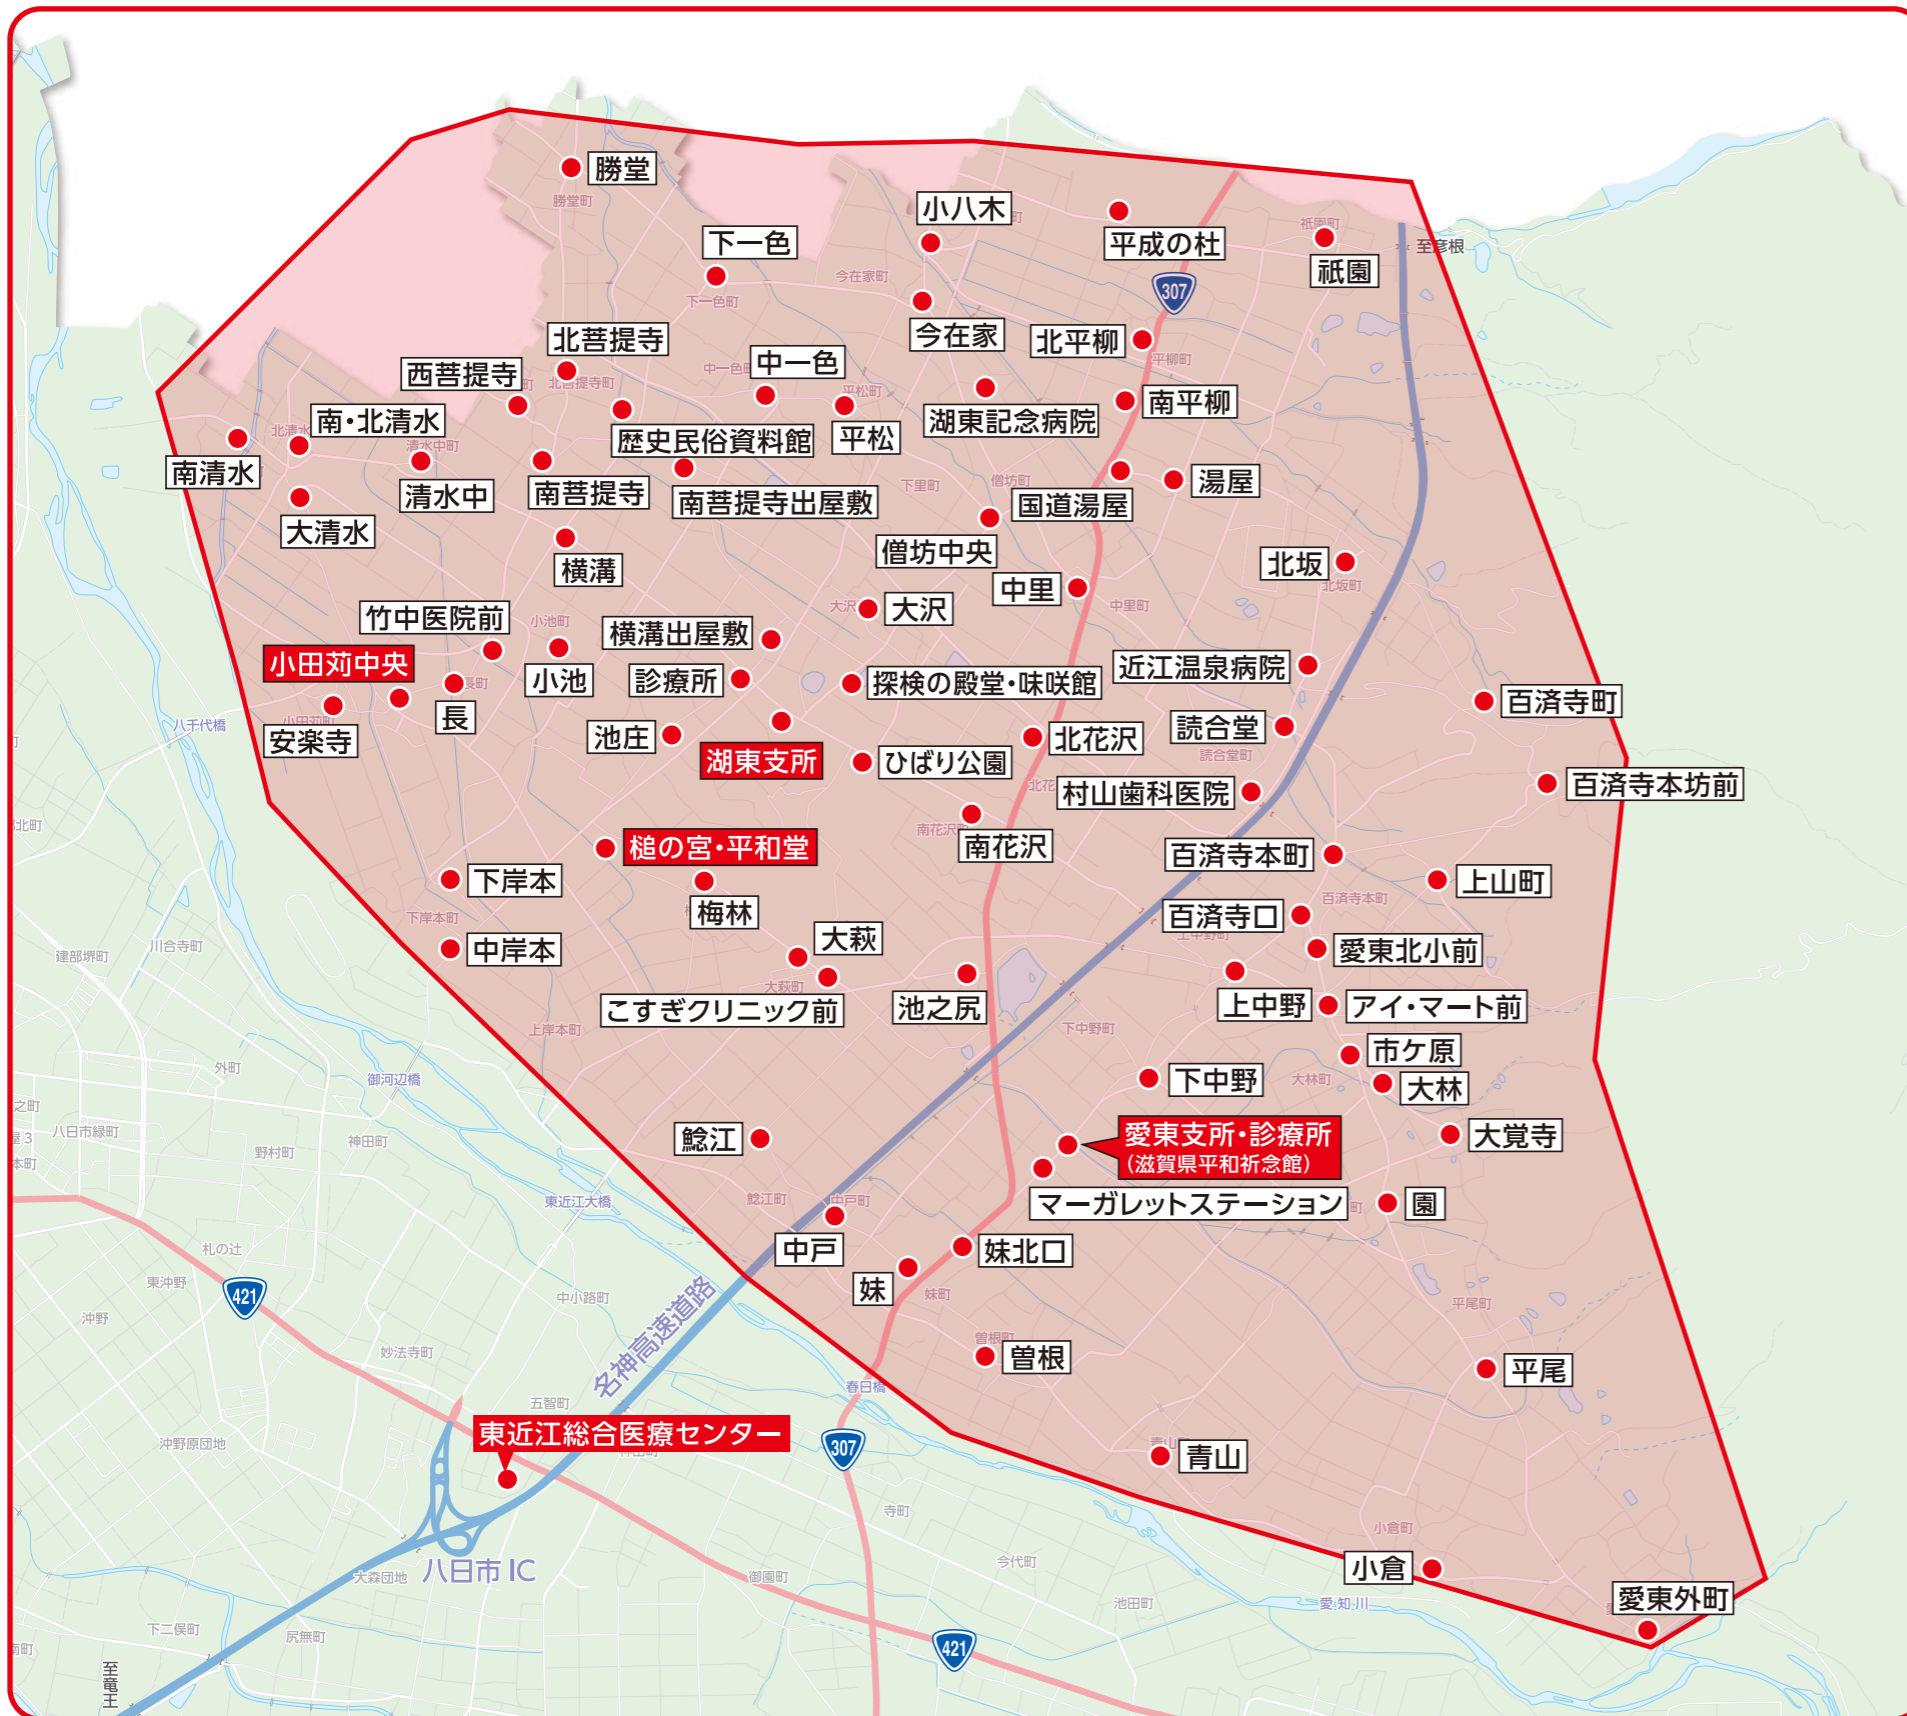 勝堂
勝堂町
小八木
平成の杜
祇園町
祇園
至彦根
下一色
下一色町
今在家町
307
今在家
北平柳
平柳町
北菩提寺
北菩提寺町
西菩提寺
中一色
平松町
平松
湖東記念病院
南平柳
南・北清水
南清水
清水中町
清水中
歴史民俗資料館
南菩提寺
南菩提寺出屋敷
下里町
僧坊町
国道湯屋
湯屋
大清水
横溝
僧坊中央
中里
中里町
北坂
北坂町
竹中医院前
小池町
小池
横溝出屋敷
大沢
小田苅中央
長
安楽寺
診療所
探検の殿堂・味咲館
近江温泉病院
百済寺町
八千代橋
池庄
湖東支所
ひばり公園
北花沢
読合堂
読合堂町
村山歯科医院
百済寺本坊前
南花沢
槌の宮・平和堂
百済寺本町
百済寺本町
上山町
下岸本
下岸本町
梅林
百済寺口
中岸本
大萩
大萩町
愛東北小前
建部堺町
川合寺町
こすぎクリニック前
池之尻
上中野
アイ・マート前
上岸本町
下中野町
市ケ原
外町
御河辺橋
下中野
大林町
大林
八日市緑町
野村町
神田町
鯰江
鯰江町
愛東支所・診療所
(滋賀県平和祈念館)
大覚寺
マーガレットステーション
園
東近江大橋
中戸町
中戸
妹北口
妹
妹町
札の辻
東沖野
421
沖野
中小路町
名神高速道路
平尾町
平尾
妙法寺町
曽根町
曽根
春日橋
五智町
東近江総合医療センター
沖野原団地
307
青山
寺町
小倉町
小倉
今代町
大森団地
八日市IC
御園町
池田町
愛知川
愛東外町
下二俣町
尻無町
421
至竜王